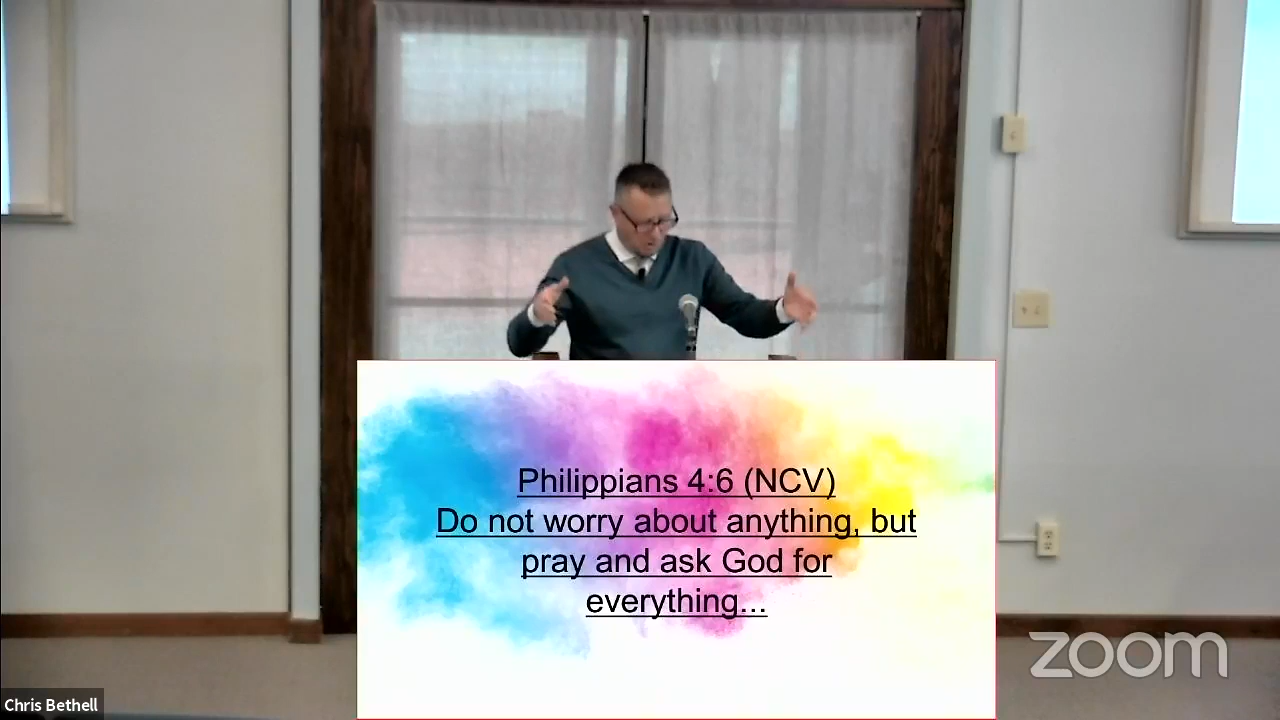 Philippians 4:6 (NCV)
Do not worry about anything, but
pray and ask God for
everything...
zoom
Chris Bethell